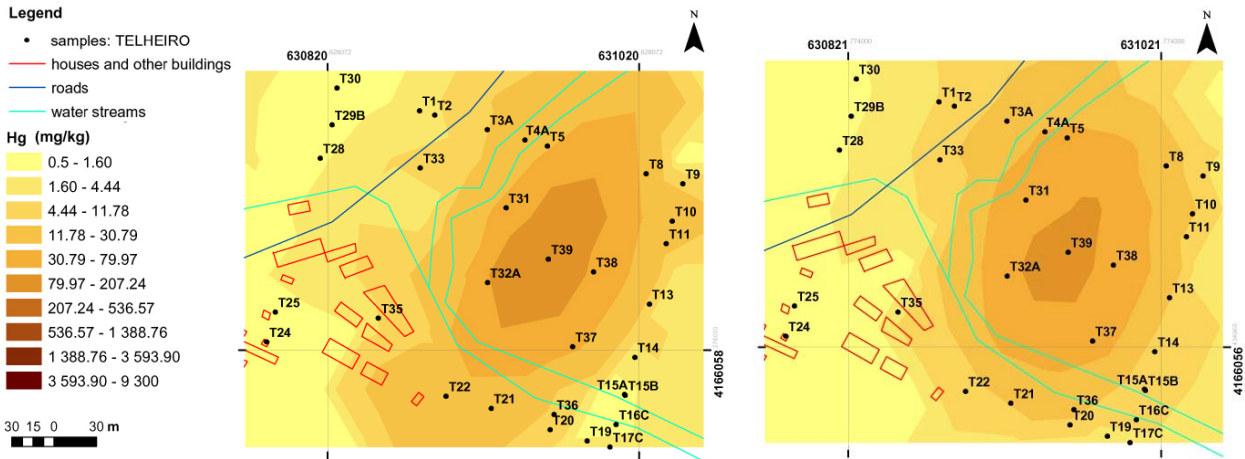 Legend
samples: TELHEIRO
houses and other buildings
roads
water streams
Hg (mg/kg)
0.5 - 1.60
1.60 - 4.44
4.44 - 11.78
11.78 - 30.79
30.79 - 79.97
79.97 - 207.24
207.24 - 536.57
536.57 - 1 388.76
1 388.76 - 3 593.90
3 593.90 - 9 300
30 15 0 30 m
N
630820
631020
T30
T29B
T28
T1
T2
T3A
T4A
T5
T33
T8
T9
T31
T10
T11
T39
T38
T32A
T13
T25
T35
T24
T37
T14
T22
T21
T15A
T15B
T36
T20
T16C
T19
T17C
4166058
N
630821
631021
T30
T29B
T28
T1
T2
T3A
T4A
T5
T33
T8
T9
T31
T10
T11
T39
T38
T32A
T13
T25
T35
T24
T37
T14
T22
T21
T15A
T15B
T36
T20
T16C
T19
T17C
4166056